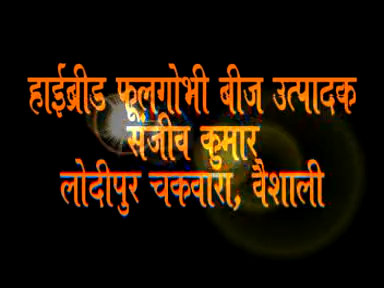 हाईब्रीड फूलगोभी बीज उत्पादक
संजीव कुमार
लोदीपुर चकवारा, वैशाली